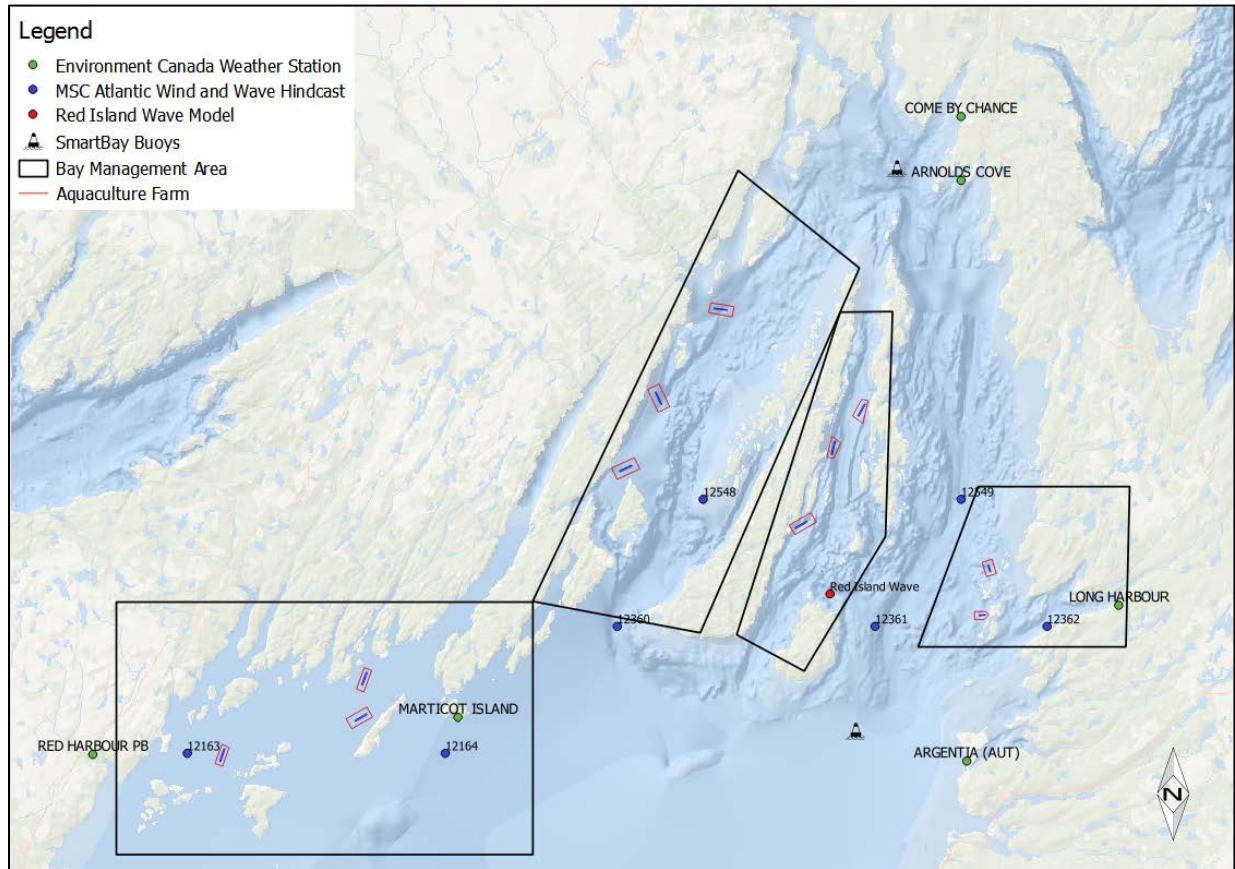 Legend
Environment Canada Weather Station
MSC Atlantic Wind and Wave Hindcast
Red Island Wave Model
SmartBay Buoys
Bay Management Area
Aquaculture Farm
COME BY CHANCE
ARNOLDS COVE
12548
12549
Red Island Wave
LONG HARBOUR
12360
12361
12362
MARTICOT ISLAND
RED HARBOUR PB
12163
12164
ARGENTIA (AUT)
N